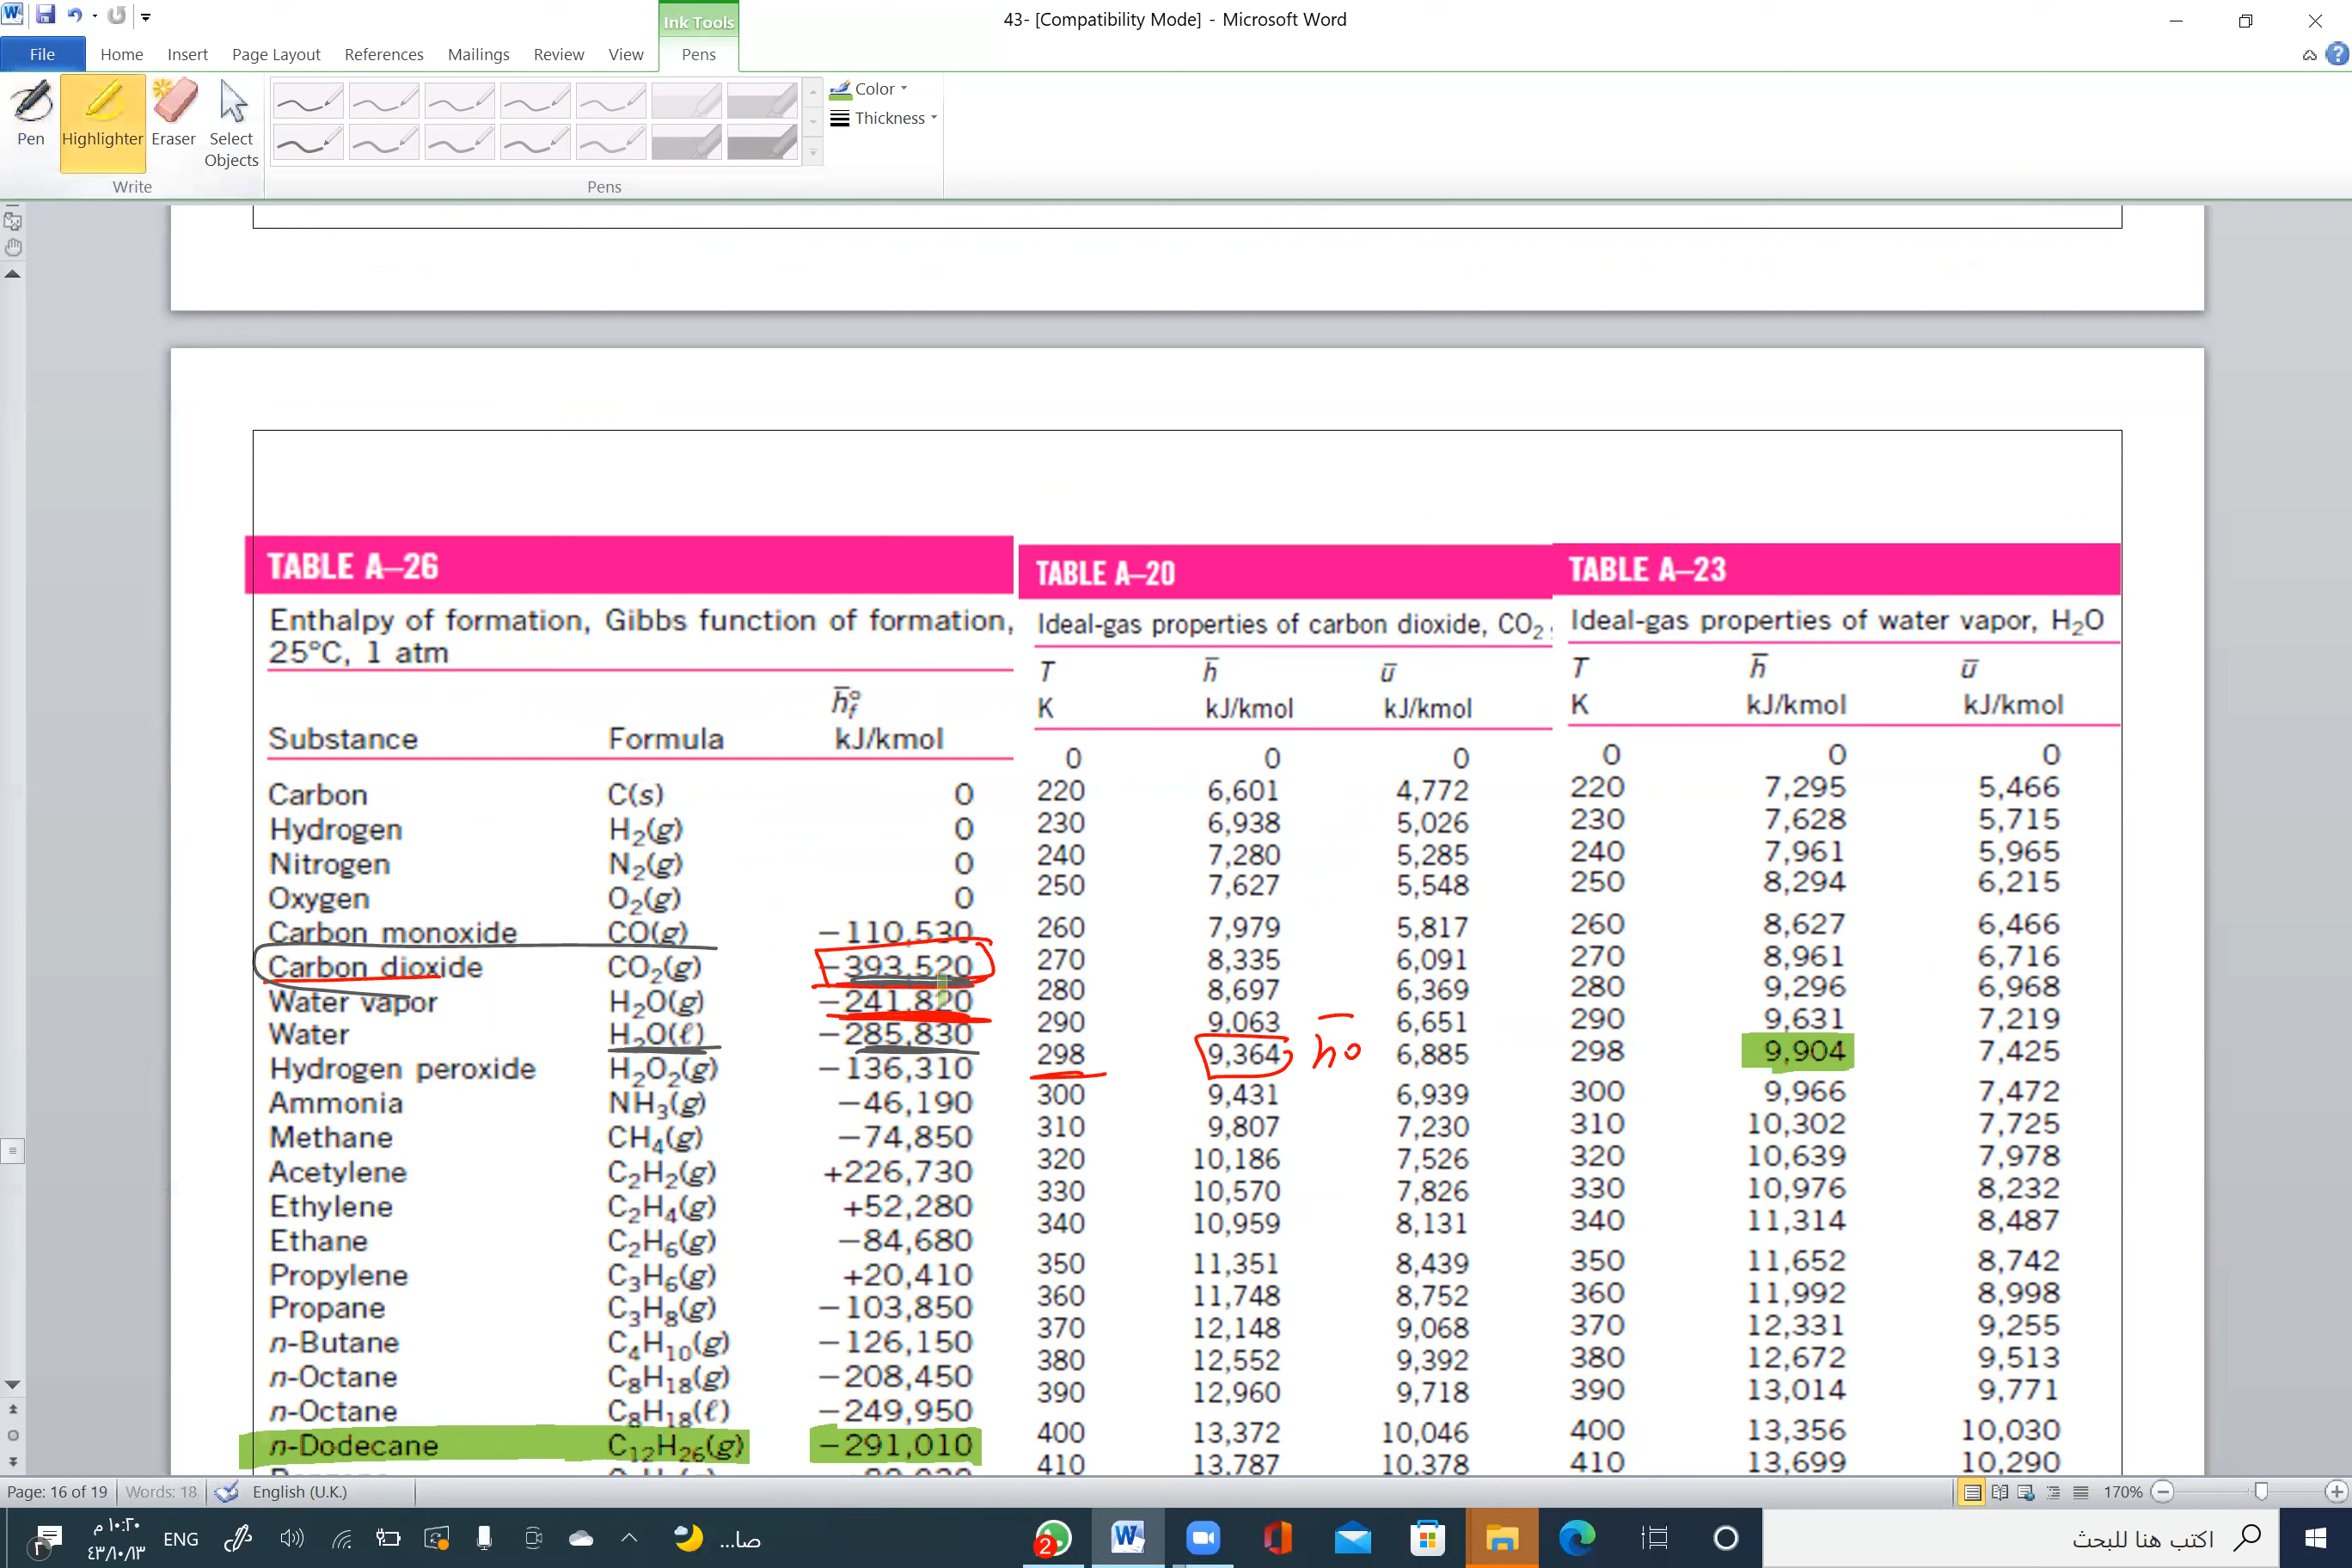 43- [Compatibility Mode] - Microsoft Word
Ink Tools
File Home Insert Page Layout References Mailings Review View Pens
Pen Highlighter Eraser Select Objects
Color
Thickness
Write Pens
TABLE A–26
Enthalpy of formation, Gibbs function of formation,
25°C, 1 atm
h̄f°
Substance Formula kJ/kmol
Carbon C(s) 0
Hydrogen H₂(g) 0
Nitrogen N₂(g) 0
Oxygen O₂(g) 0
Carbon monoxide CO(g) −110,530
Carbon dioxide CO₂(g) −393,520
Water vapor H₂O(g) −241,820
Water H₂O(ℓ) −285,830
Hydrogen peroxide H₂O₂(g) −136,310
Ammonia NH₃(g) −46,190
Methane CH₄(g) −74,850
Acetylene C₂H₂(g) +226,730
Ethylene C₂H₄(g) +52,280
Ethane C₂H₆(g) −84,680
Propylene C₃H₆(g) +20,410
Propane C₃H₈(g) −103,850
n-Butane C₄H₁₀(g) −126,150
n-Octane C₈H₁₈(g) −208,450
n-Octane C₈H₁₈(ℓ) −249,950
n-Dodecane C₁₂H₂₆(g) −291,010
TABLE A–20
Ideal-gas properties of carbon dioxide, CO₂
T h̄ ū
K kJ/kmol kJ/kmol
0 0 0
220 6,601 4,772
230 6,938 5,026
240 7,280 5,285
250 7,627 5,548
260 7,979 5,817
270 8,335 6,091
280 8,697 6,369
290 9,063 6,651
298 9,364 h̄o 6,885
300 9,431 6,939
310 9,807 7,230
320 10,186 7,526
330 10,570 7,826
340 10,959 8,131
350 11,351 8,439
360 11,748 8,752
370 12,148 9,068
380 12,552 9,392
390 12,960 9,718
400 13,372 10,046
410 13,787 10,378
TABLE A–23
Ideal-gas properties of water vapor, H₂O
T h̄ ū
K kJ/kmol kJ/kmol
0 0 0
220 7,295 5,466
230 7,628 5,715
240 7,961 5,965
250 8,294 6,215
260 8,627 6,466
270 8,961 6,716
280 9,296 6,968
290 9,631 7,219
298 9,904 7,425
300 9,966 7,472
310 10,302 7,725
320 10,639 7,978
330 10,976 8,232
340 11,314 8,487
350 11,652 8,742
360 11,992 8,998
370 12,331 9,255
380 12,672 9,513
390 13,014 9,771
400 13,356 10,030
410 13,699 10,290
Page: 16 of 19 Words: 18 English (U.K.) 170%
١٠:٢٠ م
٤٣/١٠/١٣
ENG
صا...
2
اكتب هنا للبحث